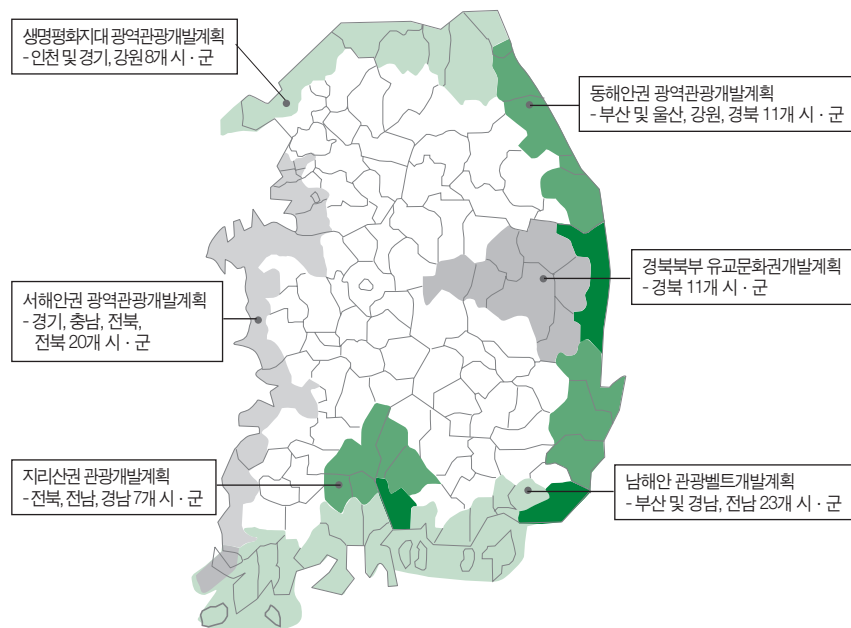 생명평화지대 광역관광개발계획
- 인천 및 경기, 강원 8개 시 · 군
동해안권 광역관광개발계획
- 부산 및 울산, 강원, 경북 11개 시 · 군
경북북부 유교문화권개발계획
- 경북 11개 시 · 군
서해안권 광역관광개발계획
- 경기, 충남, 전북,
전북 20개 시 · 군
지리산권 관광개발계획
- 전북, 전남, 경남 7개 시 · 군
남해안 관광벨트개발계획
- 부산 및 경남, 전남 23개 시 · 군